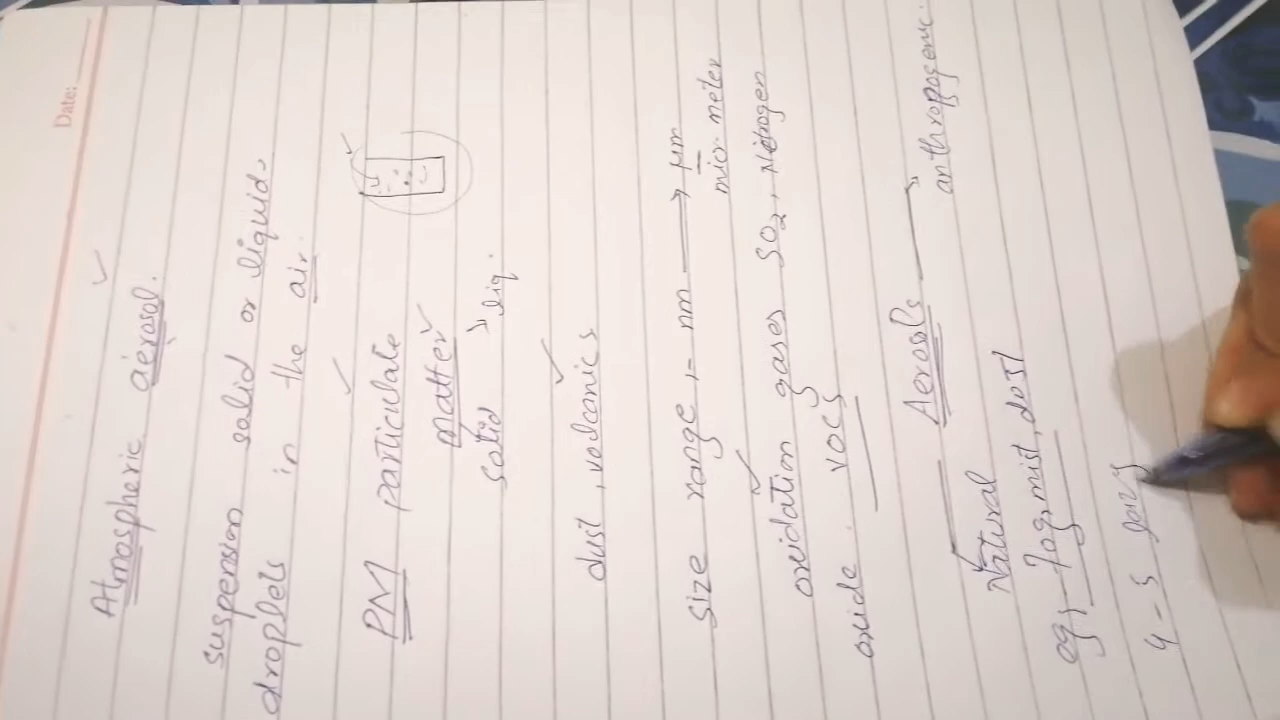 Date:
Atmospheric aerosol.
suspension solid or liquid
droplets in the air.
PM particulate
matter
solid liq.
dust, volcanics
size range :- nm → µm
micrometer
oxidation gases SO2, Nitrogen
oxide. VOCs
Aerosols
Natural anthropogenic.
eg, fog, mist, dust
4 - 5 days